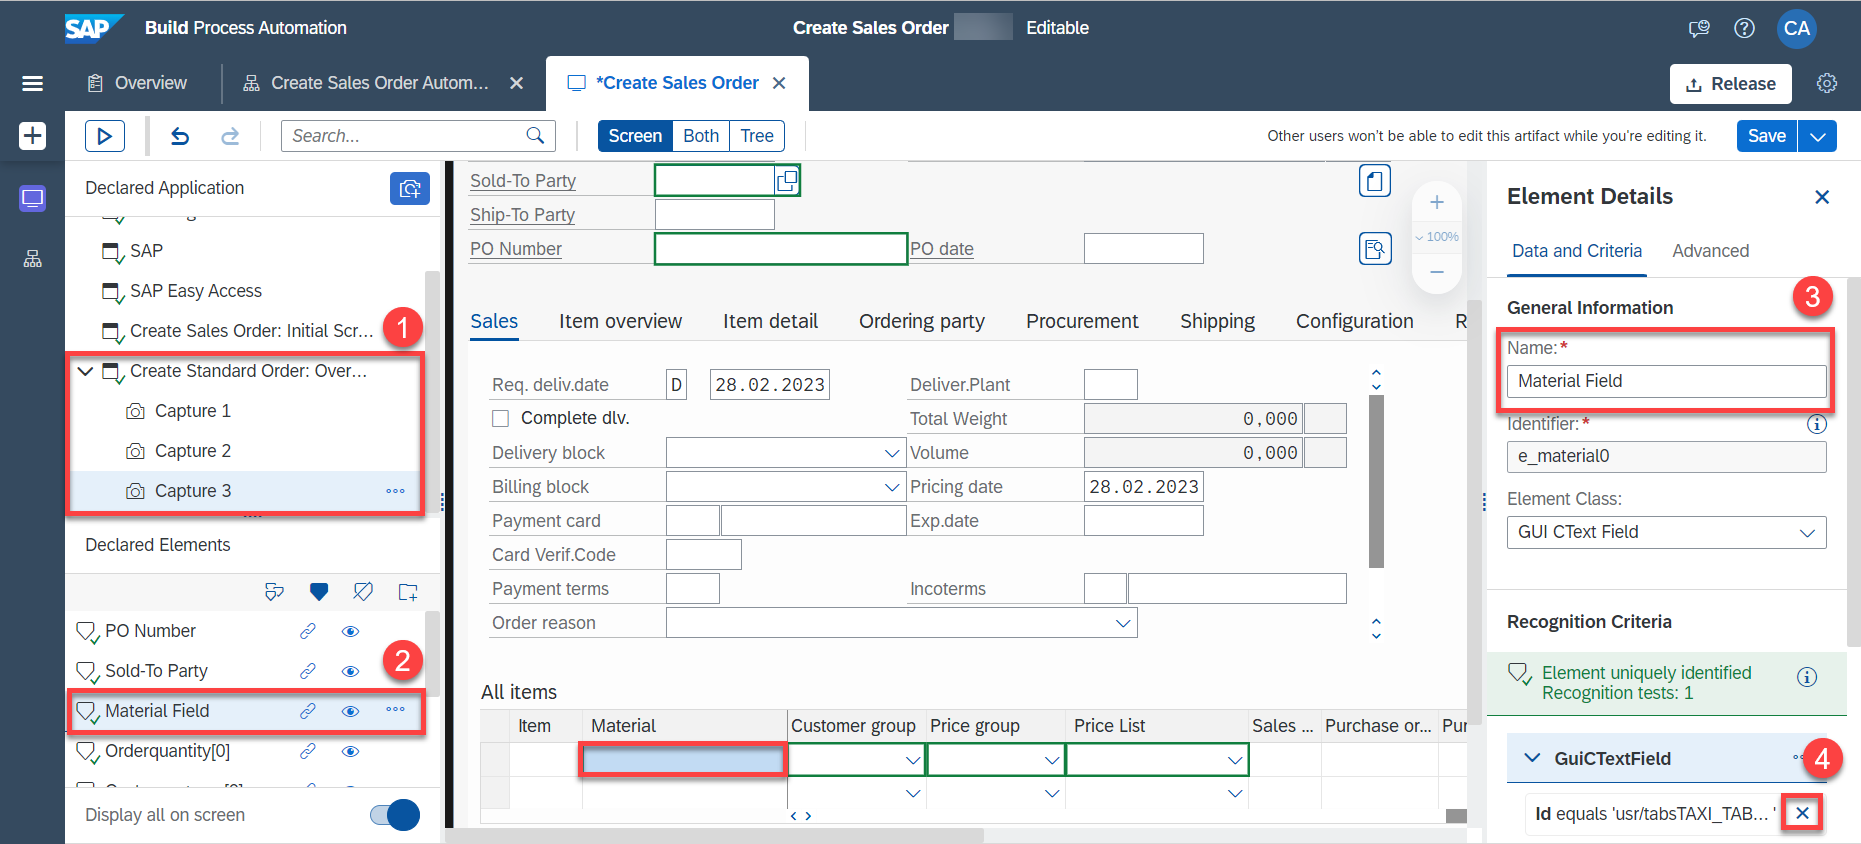 SAP Build Process Automation
Create Sales Order Editable
CA
Overview
Create Sales Order Autom...
*Create Sales Order
Release
Search...
Screen Both Tree
Other users won't be able to edit this artifact while you're editing it.
Save
Declared Application
SAP
SAP Easy Access
Create Sales Order: Initial Scr...
1
Create Standard Order: Over...
Capture 1
Capture 2
Capture 3
Declared Elements
PO Number
Sold-To Party
2
Material Field
Orderquantity[0]
Display all on screen
Sold-To Party
Ship-To Party
PO Number PO date
100%
Sales Item overview Item detail Ordering party Procurement Shipping Configuration R
Req. deliv.date D 28.02.2023 Deliver.Plant
Complete dlv. Total Weight 0,000
Delivery block Volume 0,000
Billing block Pricing date 28.02.2023
Payment card Exp.date
Card Verif.Code
Payment terms Incoterms
Order reason
All items
Item Material Customer group Price group Price List Sales ... Purchase or... Pur
Element Details
Data and Criteria Advanced
General Information
3
Name:*
Material Field
Identifier:*
e_material0
Element Class:
GUI CText Field
Recognition Criteria
Element uniquely identified
Recognition tests: 1
GuiCTextField
4
Id equals 'usr/tabsTAXI_TAB... '